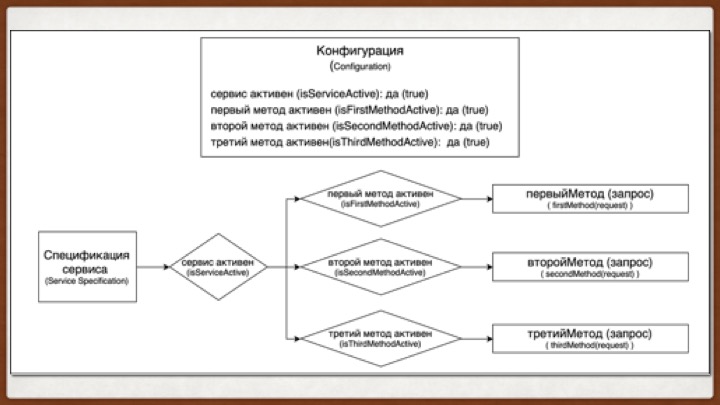 Конфигурация
(Configuration)
сервис активен (isServiceActive): да (true)
первый метод активен (isFirstMethodActive): да (true)
второй метод активен (isSecondMethodActive): да (true)
третий метод активен(isThirdMethodActive): да (true)
Спецификация
сервиса
(Service Specification)
сервис активен
(isServiceActive)
первый метод активен
(isFirstMethodActive)
первыйМетод (запрос)
( firstMethod(request) )
второй метод активен
(isSecondMethodActive)
второйМетод (запрос)
( secondMethod(request) )
третий метод активен
(isThirdMethodActive)
третийМетод (запрос)
( thirdMethod(request) )